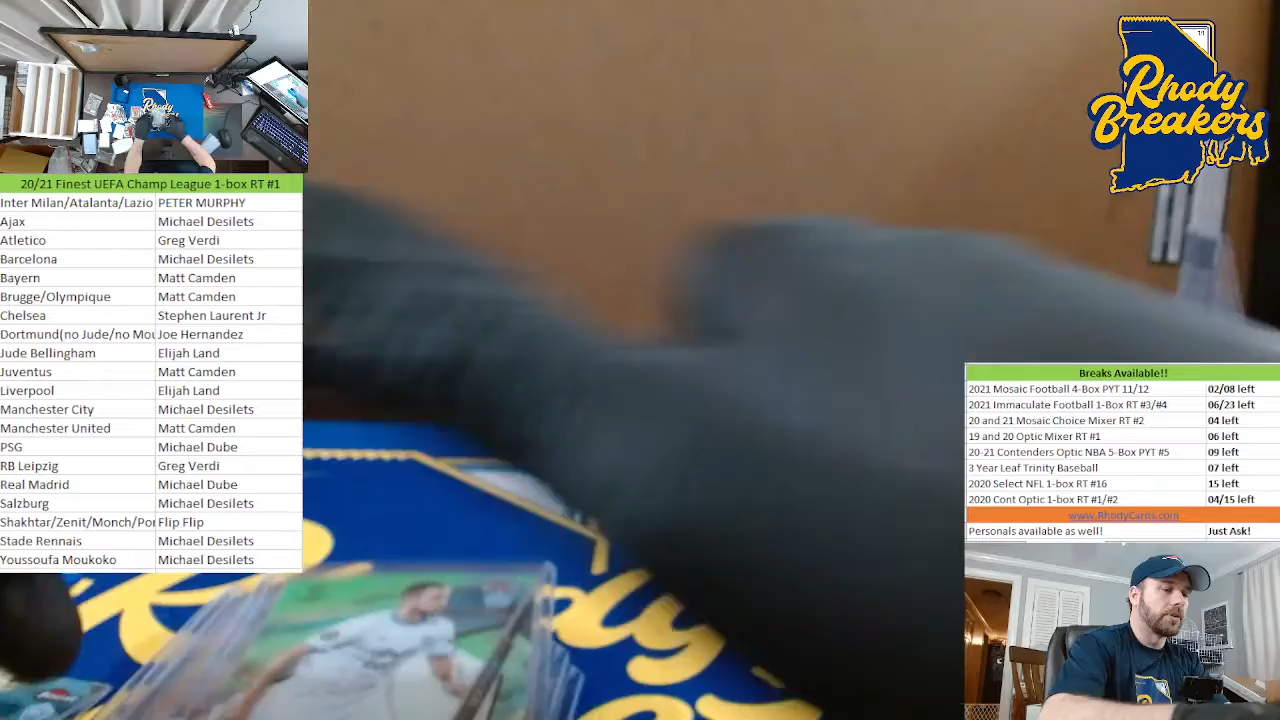 20/21 Finest UEFA Champ League 1-box RT #1
Inter Milan/Atalanta/Lazio PETER MURPHY
Ajax Michael Desilets
Atletico Greg Verdi
Barcelona Michael Desilets
Bayern Matt Camden
Brugge/Olympique Matt Camden
Chelsea Stephen Laurent Jr
Dortmund(no Jude/no Mou Joe Hernandez
Jude Bellingham Elijah Land
Juventus Matt Camden
Liverpool Elijah Land
Manchester City Michael Desilets
Manchester United Matt Camden
PSG Michael Dube
RB Leipzig Greg Verdi
Real Madrid Michael Dube
Salzburg Michael Desilets
Shakhtar/Zenit/Monch/Por Flip Flip
Stade Rennais Michael Desilets
Youssoufa Moukoko Michael Desilets
Rhody
Breakers
Breaks Available!!
2021 Mosaic Football 4-Box PYT 11/12 02/08 left
2021 Immaculate Football 1-Box RT #3/#4 06/23 left
20 and 21 Mosaic Choice Mixer RT #2 04 left
19 and 20 Optic Mixer RT #1 06 left
20-21 Contenders Optic NBA 5-Box PYT #5 09 left
3 Year Leaf Trinity Baseball 07 left
2020 Select NFL 1-box RT #16 15 left
2020 Cont Optic 1-box RT #1/#2 04/15 left
www.RhodyCards.com
Personals available as well! Just Ask!
Rhody